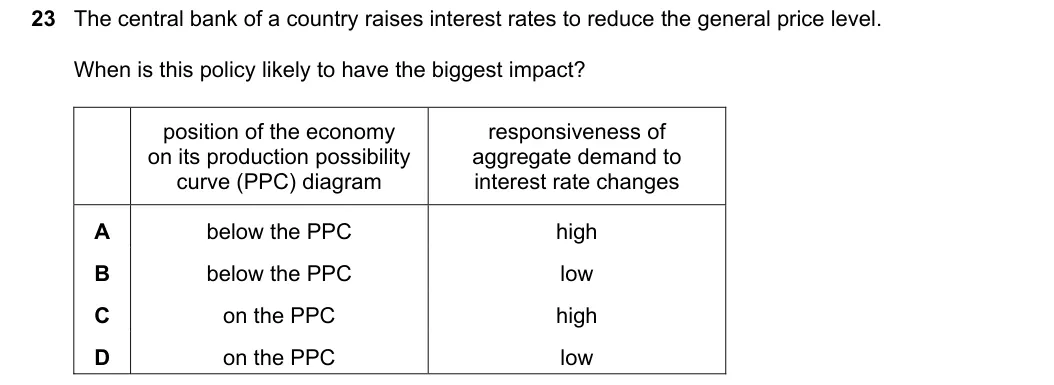 23 The central bank of a country raises interest rates to reduce the general price level.
When is this policy likely to have the biggest impact?
position of the economy on its production possibility curve (PPC) diagram | responsiveness of aggregate demand to interest rate changes
A below the PPC high
B below the PPC low
C on the PPC high
D on the PPC low